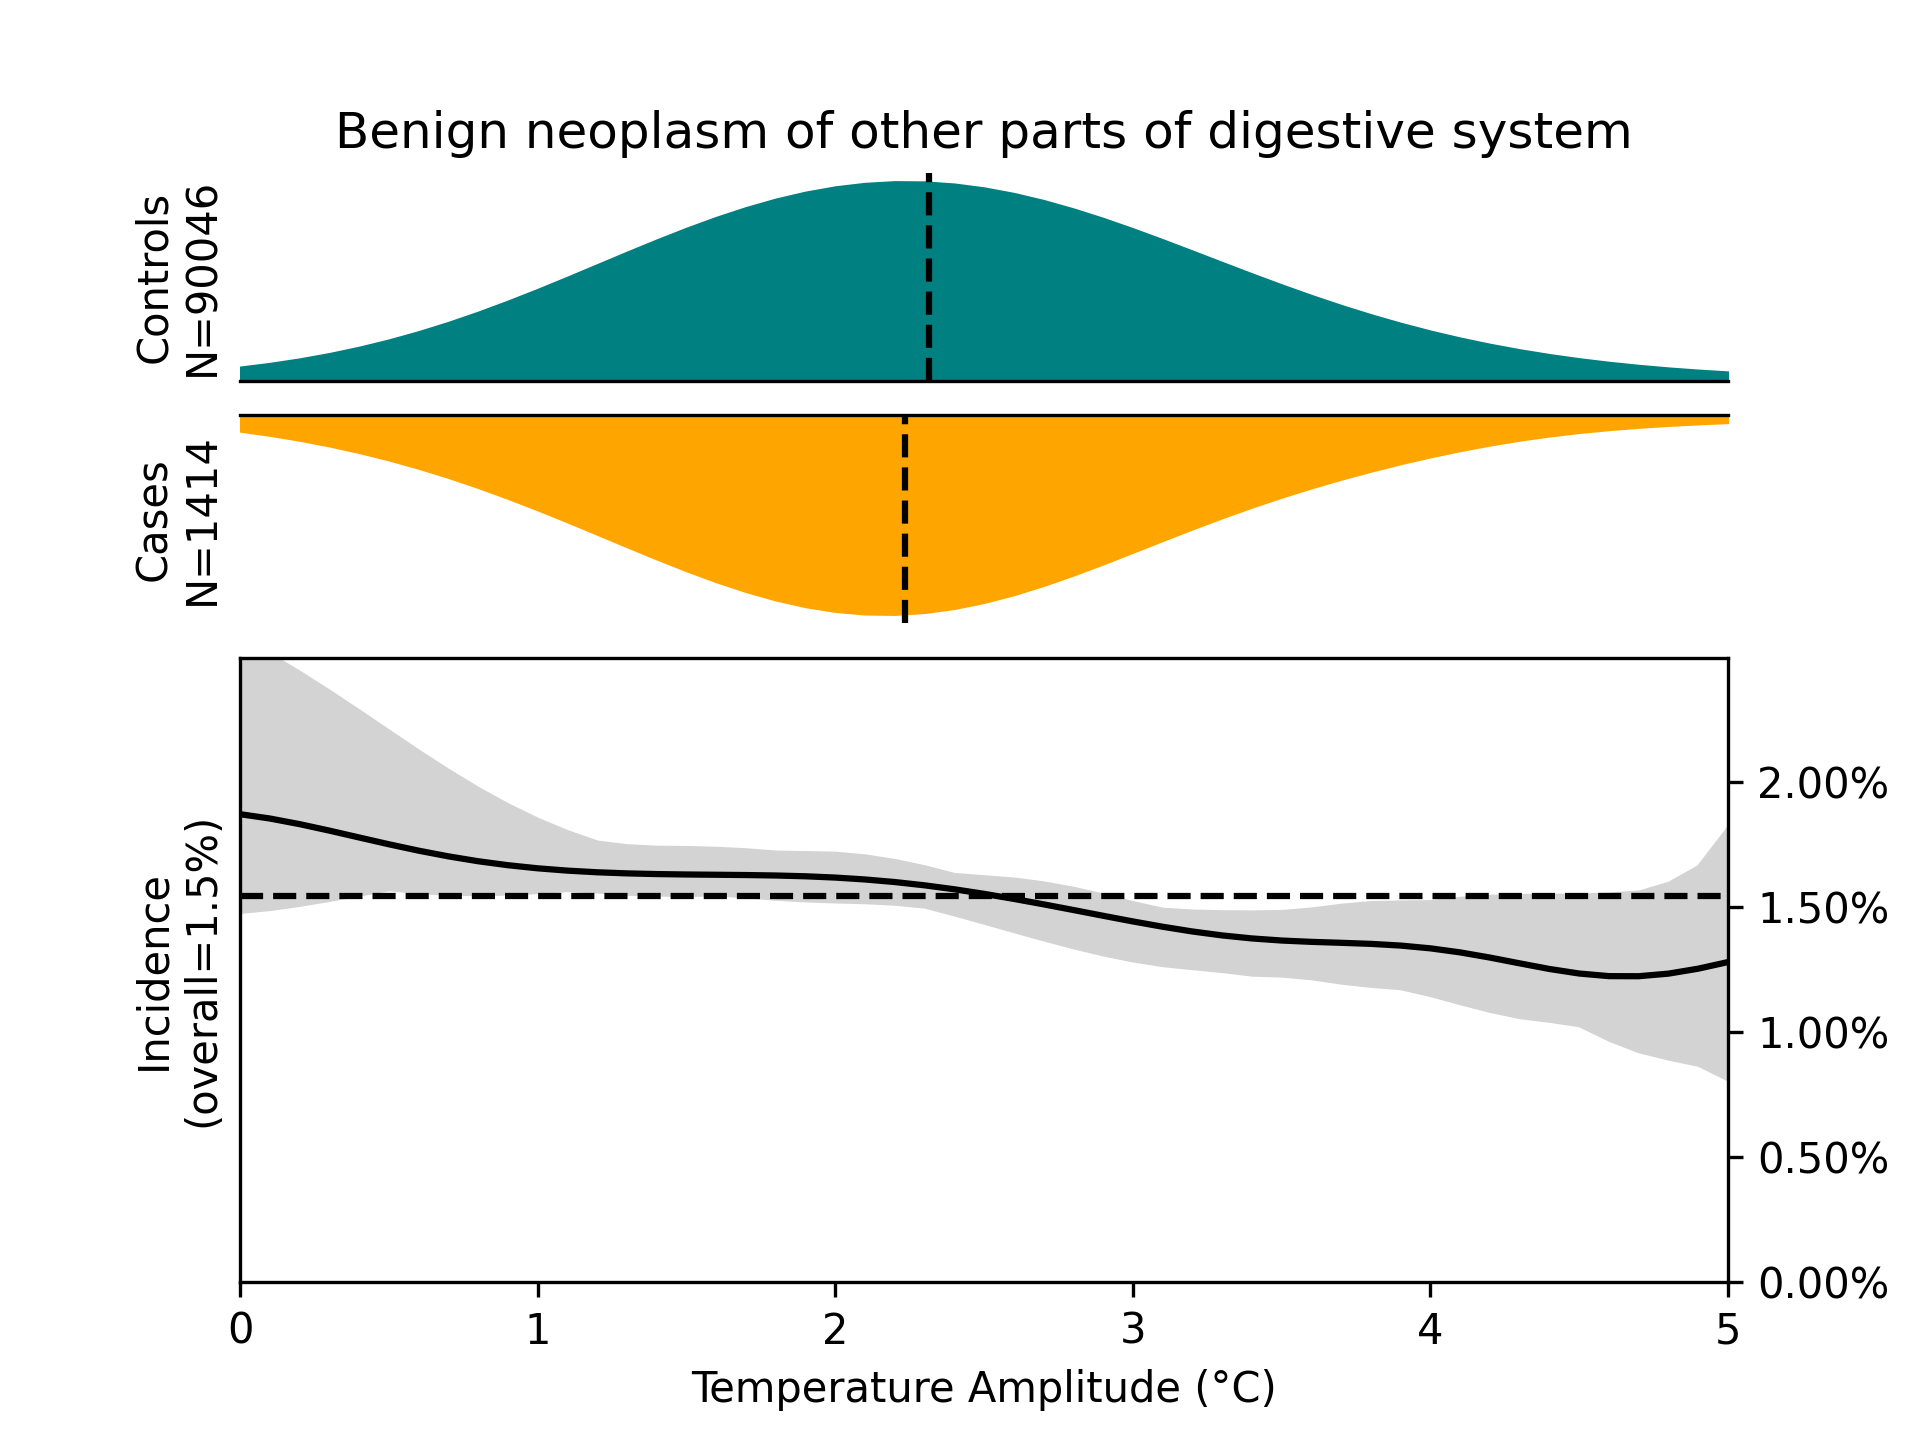 Benign neoplasm of other parts of digestive system
Controls
N=90046
Cases
N=1414
Incidence
(overall=1.5%)
2.00%
1.50%
1.00%
0.50%
0.00%
0 1 2 3 4 5
Temperature Amplitude (°C)